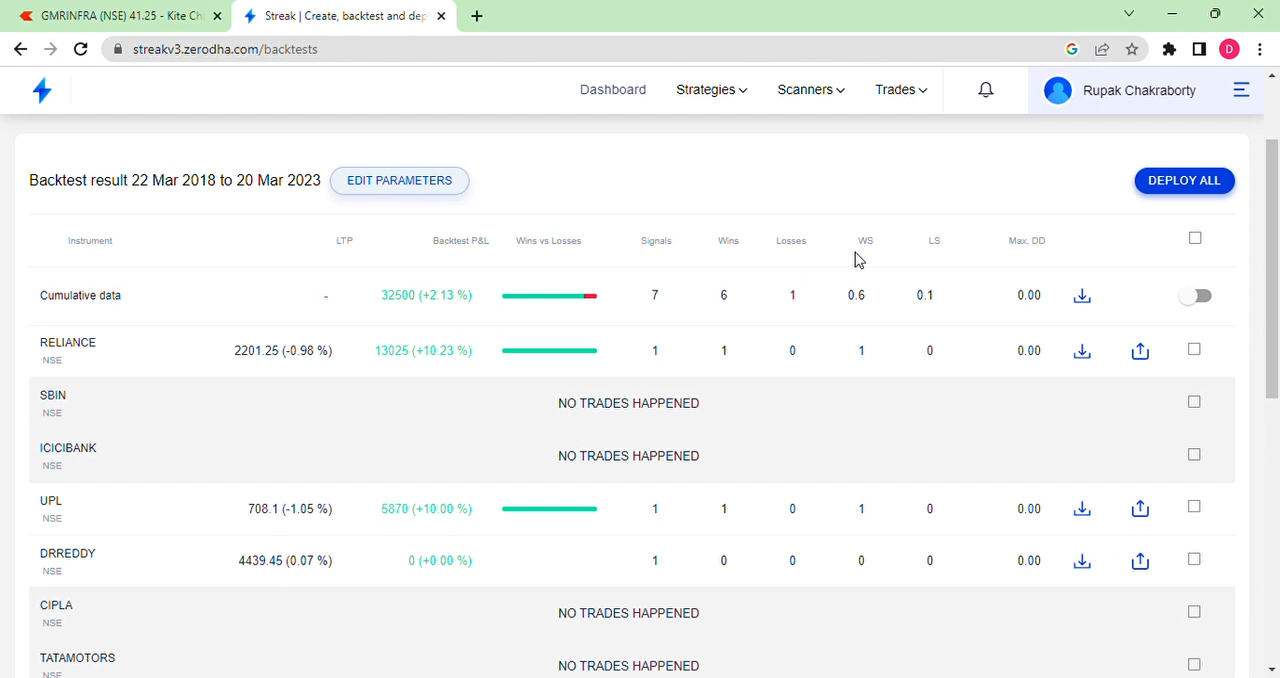 GMRINFRA (NSE) 41.25 - Kite Ch
Streak | Create, backtest and dep
streakv3.zerodha.com/backtests
D
Dashboard
Strategies
Scanners
Trades
Rupak Chakraborty
Backtest result 22 Mar 2018 to 20 Mar 2023
EDIT PARAMETERS
DEPLOY ALL
Instrument LTP Backtest P&L Wins vs Losses Signals Wins Losses WS LS Max. DD
Cumulative data - 32500 (+2.13 %) 7 6 1 0.6 0.1 0.00
RELIANCE 2201.25 (-0.98 %) 13025 (+10.23 %) 1 1 0 1 0 0.00
NSE
SBIN NO TRADES HAPPENED
NSE
ICICIBANK NO TRADES HAPPENED
NSE
UPL 708.1 (-1.05 %) 5870 (+10.00 %) 1 1 0 1 0 0.00
NSE
DRREDDY 4439.45 (0.07 %) 0 (+0.00 %) 1 0 0 0 0 0.00
NSE
CIPLA NO TRADES HAPPENED
NSE
TATAMOTORS NO TRADES HAPPENED
NSE